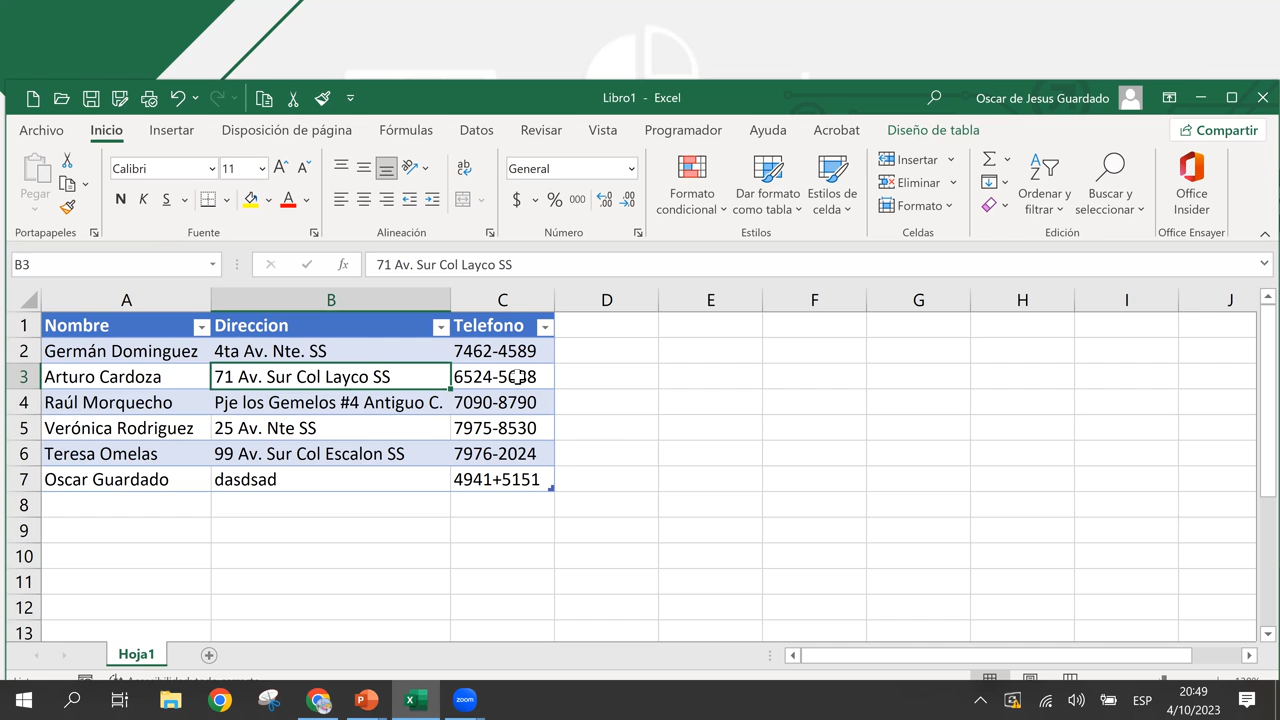 Libro1 - Excel
Oscar de Jesus Guardado
Archivo Inicio Insertar Disposición de página Fórmulas Datos Revisar Vista Programador Ayuda Acrobat Diseño de tabla Compartir
Pegar
Calibri 11
N K S
General
$ % 000
Formato condicional
Dar formato como tabla
Estilos de celda
Insertar
Eliminar
Formato
Ordenar y filtrar
Buscar y seleccionar
Office Insider
Portapapeles Fuente Alineación Número Estilos Celdas Edición Office Ensayer
B3 fx 71 Av. Sur Col Layco SS
A B C D E F G H I J
1 Nombre Direccion Telefono
2 Germán Dominguez 4ta Av. Nte. SS 7462-4589
3 Arturo Cardoza 71 Av. Sur Col Layco SS
4 Raúl Morquecho Pje los Gemelos #4 Antiguo C. 7090-8790
5 Verónica Rodriguez 25 Av. Nte SS 7975-8530
6 Teresa Omelas 99 Av. Sur Col Escalon SS 7976-2024
7 Oscar Guardado dasdsad 4941+5151
8
9
10
11
12
13
Hoja1
zoom
ESP
20:49
4/10/2023